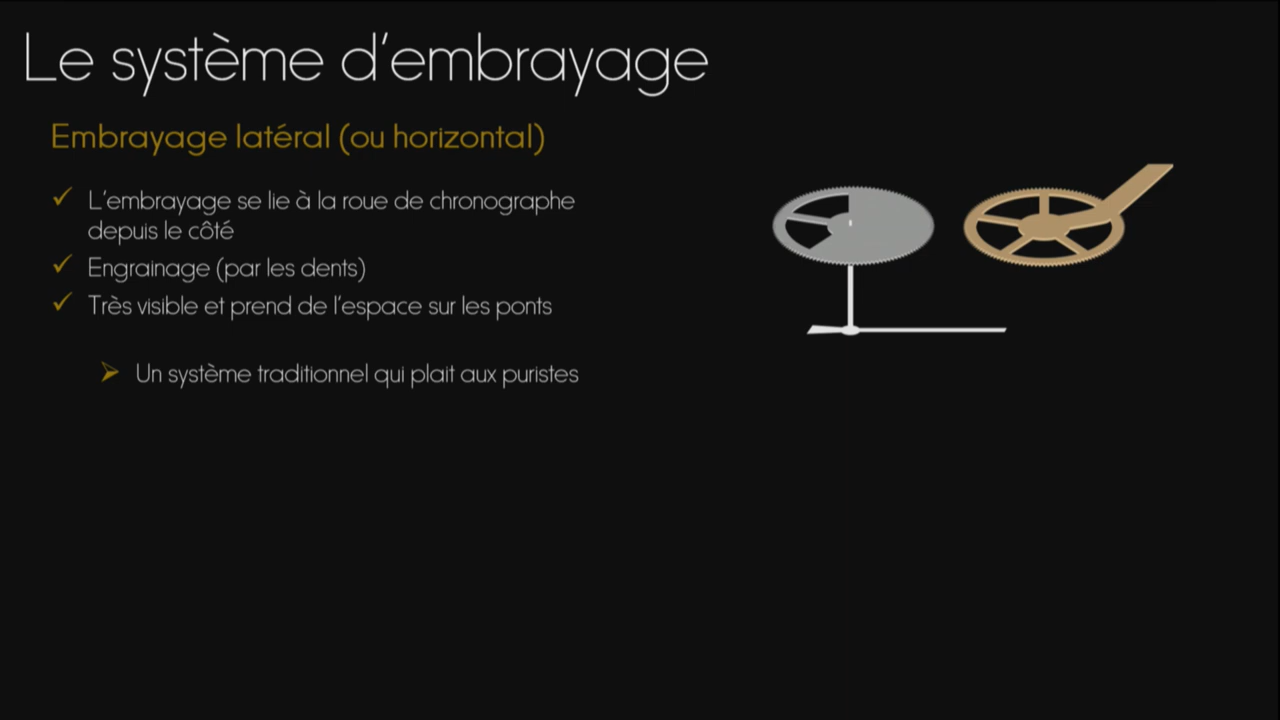 Le système d'embrayage
Embrayage latéral (ou horizontal)
L'embrayage se lie à la roue de chronographe
depuis le côté
Engrainage (par les dents)
Très visible et prend de l'espace sur les ponts
Un système traditionnel qui plait aux puristes